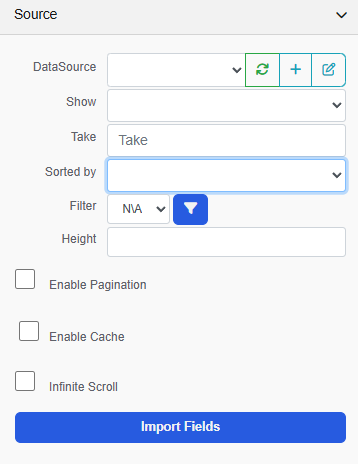 Source
DataSource
Show
Take Take
Sorted by
Filter N\A
Height
Enable Pagination
Enable Cache
Infinite Scroll
Import Fields